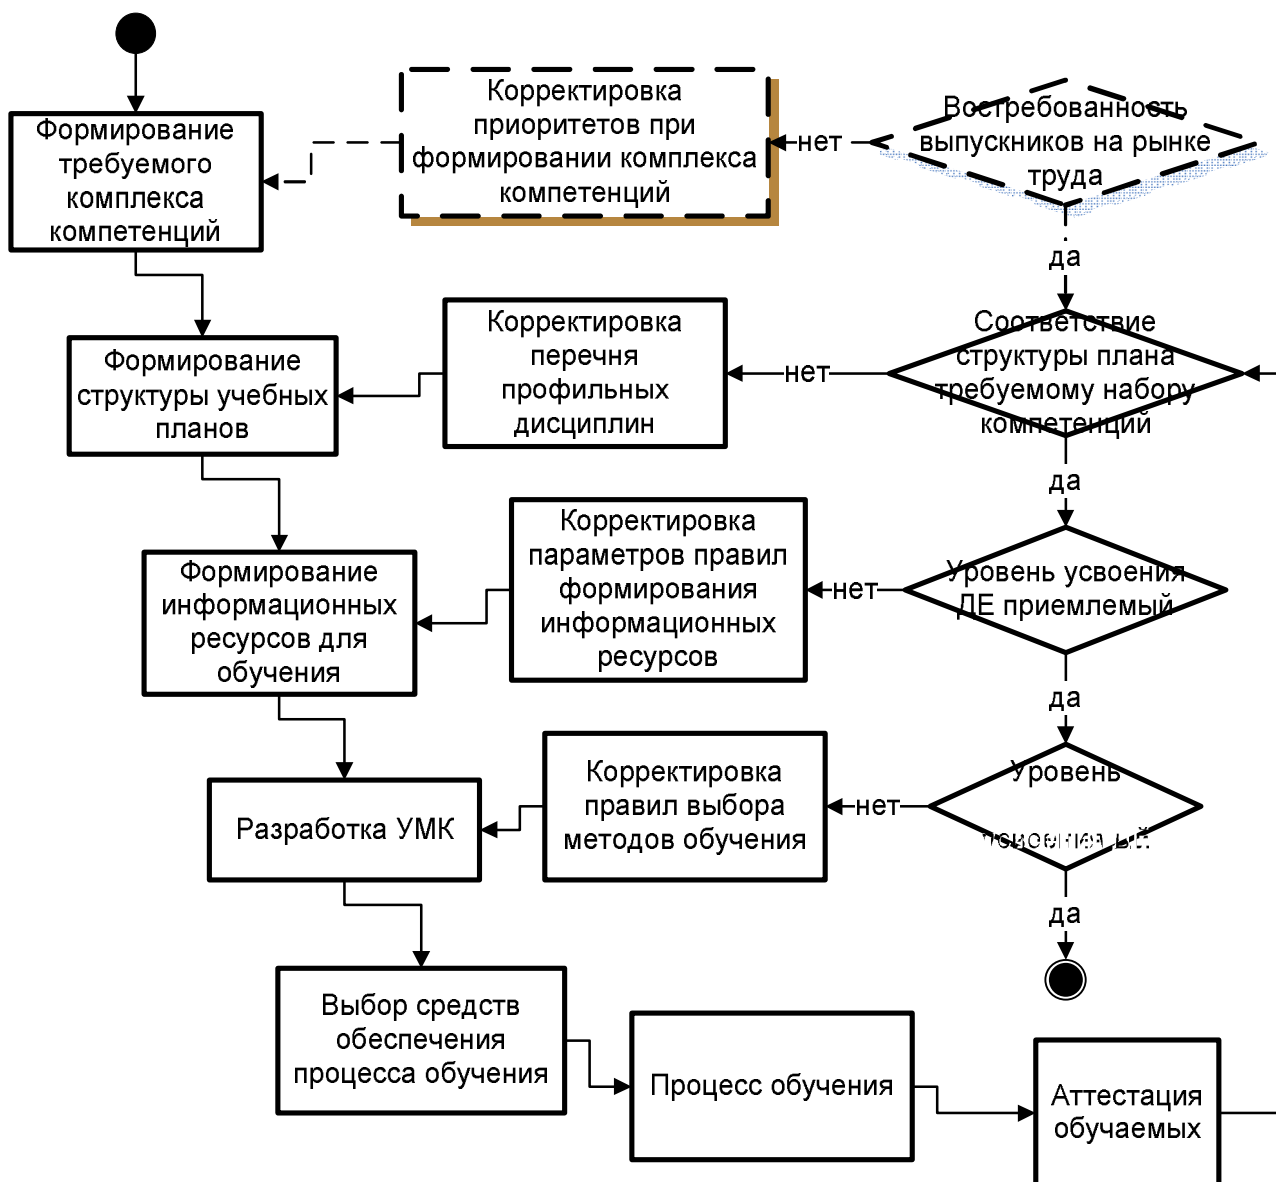 Формирование
требуемого
комплекса
компетенций
Корректировка
приоритетов при
формировании комплекса
компетенций
нет
Востребованность
выпускников на рынке
труда
да
Формирование
структуры учебных
планов
Корректировка
перечня
профильных
дисциплин
нет
Соответствие
структуры плана
требуемому набору
компетенций
да
Формирование
информационных
ресурсов для
обучения
Корректировка
параметров правил
формирования
информационных
ресурсов
нет
Уровень усвоения
ДЕ приемлемый
да
Разработка УМК
Корректировка
правил выбора
методов обучения
нет
Уровень
да
Выбор средств
обеспечения
процесса обучения
Процесс обучения
Аттестация
обучаемых